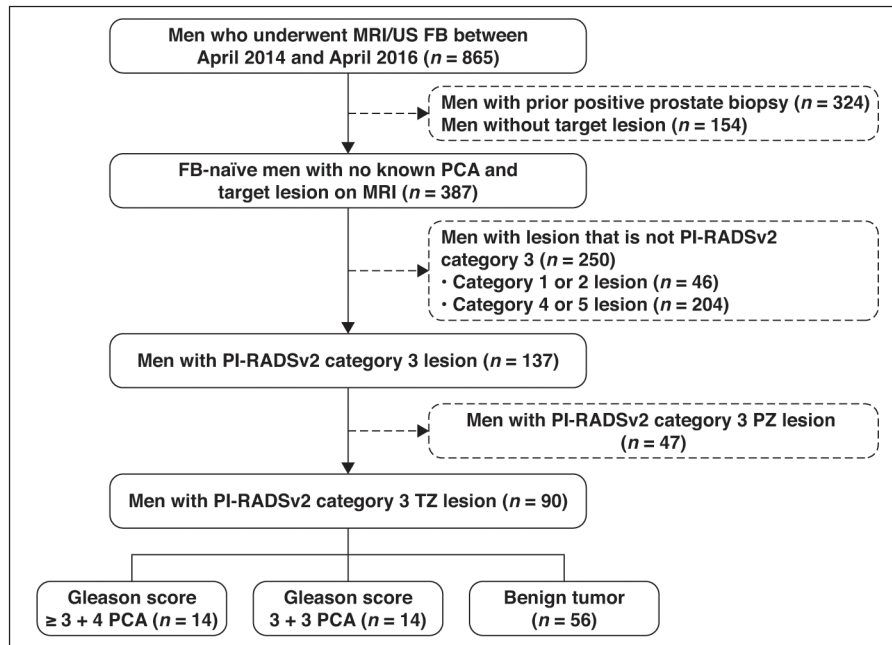 Men who underwent MRI/US FB between
April 2014 and April 2016 (n = 865)
Men with prior positive prostate biopsy (n = 324)
Men without target lesion (n = 154)
FB-naïve men with no known PCA and
target lesion on MRI (n = 387)
Men with lesion that is not PI-RADSv2
category 3 (n = 250)
• Category 1 or 2 lesion (n = 46)
• Category 4 or 5 lesion (n = 204)
Men with PI-RADSv2 category 3 lesion (n = 137)
Men with PI-RADSv2 category 3 PZ lesion
(n = 47)
Men with PI-RADSv2 category 3 TZ lesion (n = 90)
Gleason score
≥ 3 + 4 PCA (n = 14)
Gleason score
3 + 3 PCA (n = 14)
Benign tumor
(n = 56)